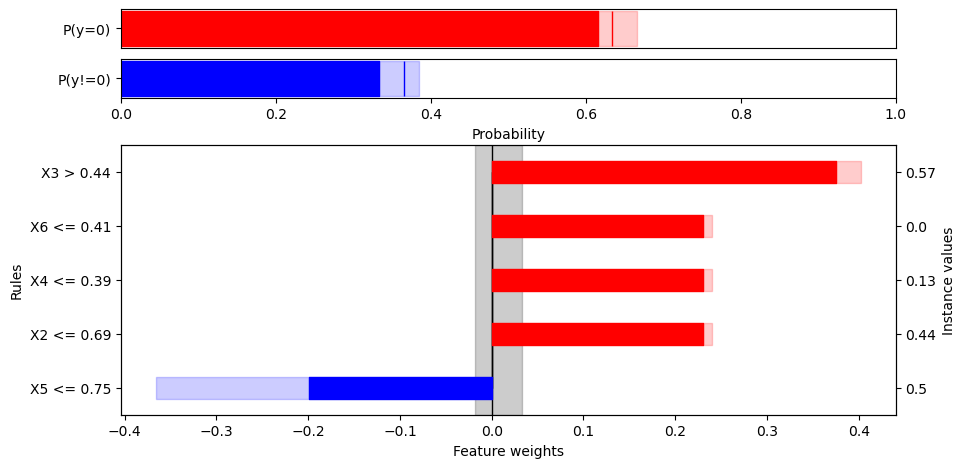 P(y=0)
P(y!=0)
0.0 0.2 0.4 0.6 0.8 1.0
Probability
X3 > 0.44 0.57
X6 <= 0.41 0.0
X4 <= 0.39 0.13
X2 <= 0.69 0.44
X5 <= 0.75 0.5
Rules
Instance values
−0.4 −0.3 −0.2 −0.1 0.0 0.1 0.2 0.3 0.4
Feature weights